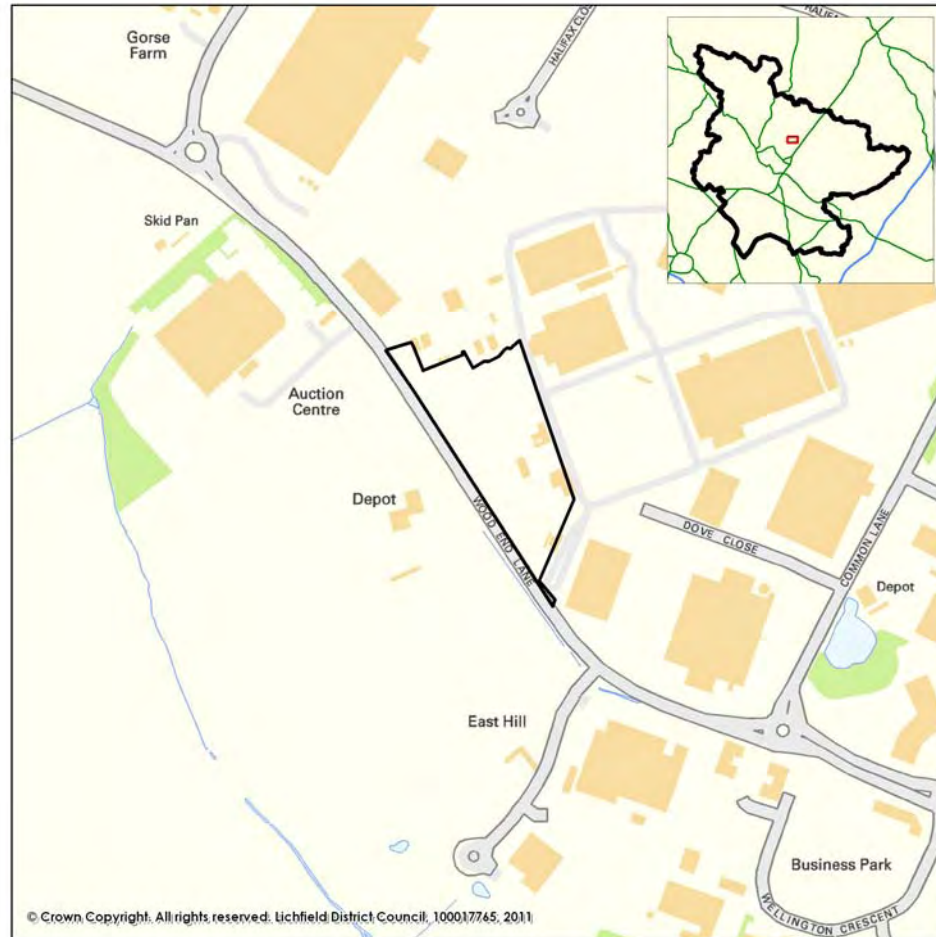 Gorse
Farm
HALIFAX CLOSE
Skid Pan
Auction
Centre
Depot
WOOD END LANE
DOVE CLOSE
COMMON LANE
Depot
East Hill
Business Park
WELLINGTON CRESCENT
© Crown Copyright. All rights reserved. Lichfield District Council, 100017765, 2011